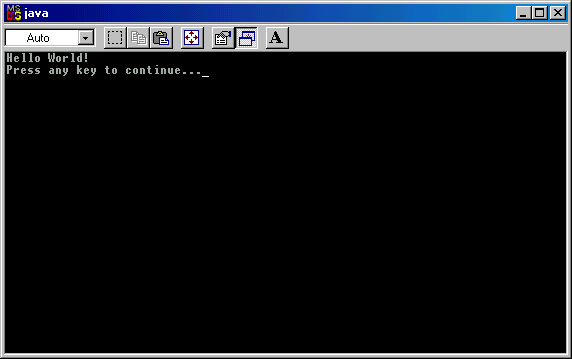 java
Auto
A
Hello World!
Press any key to continue..._